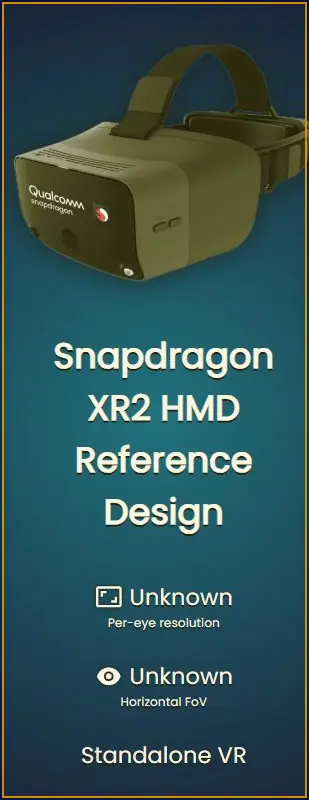 Qualcomm
snapdragon
Snapdragon
XR2 HMD
Reference
Design
Unknown
Per-eye resolution
Unknown
Horizontal FoV
Standalone VR